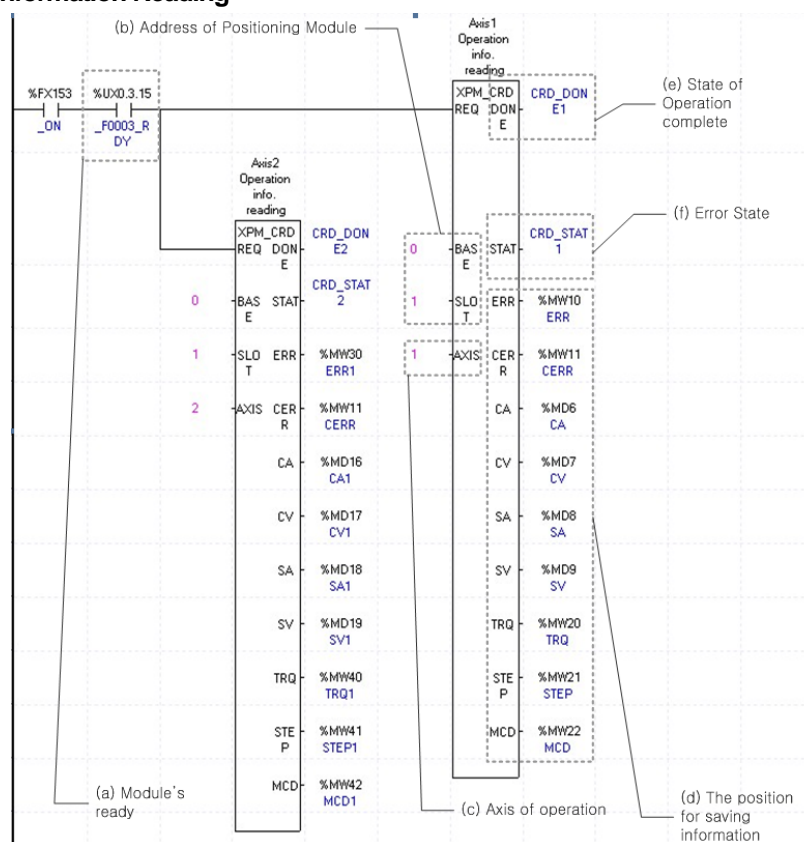 Information Reading
(b) Address of Positioning Module
Axis1
Operation
info.
reading
%FX153
_ON
%UX0.3.15
_F0003_R
DY
XPM_CRD
REQ DON
E
CRD_DON
E1
(e) State of
Operation
complete
Axis2
Operation
info.
reading
XPM_CRD
REQ DON
E
CRD_DON
E2
0
BAS
E
STAT
CRD_STAT
2
1
SLO
T
ERR
%MW30
ERR1
2
AXIS
CER
R
%MW11
CERR
CA
%MD16
CA1
CV
%MD17
CV1
SA
%MD18
SA1
SV
%MD19
SV1
TRQ
%MW40
TRQ1
STE
P
%MW41
STEP1
MCD
%MW42
MCD1
0
BAS
E
STAT
CRD_STAT
1
(f) Error State
1
SLO
T
ERR
%MW10
ERR
1
AXIS
CER
R
%MW11
CERR
CA
%MD6
CA
CV
%MD7
CV
SA
%MD8
SA
SV
%MD9
SV
TRQ
%MW20
TRQ
STE
P
%MW21
STEP
MCD
%MW22
MCD
(a) Module's
ready
(c) Axis of operation
(d) The position
for saving
information